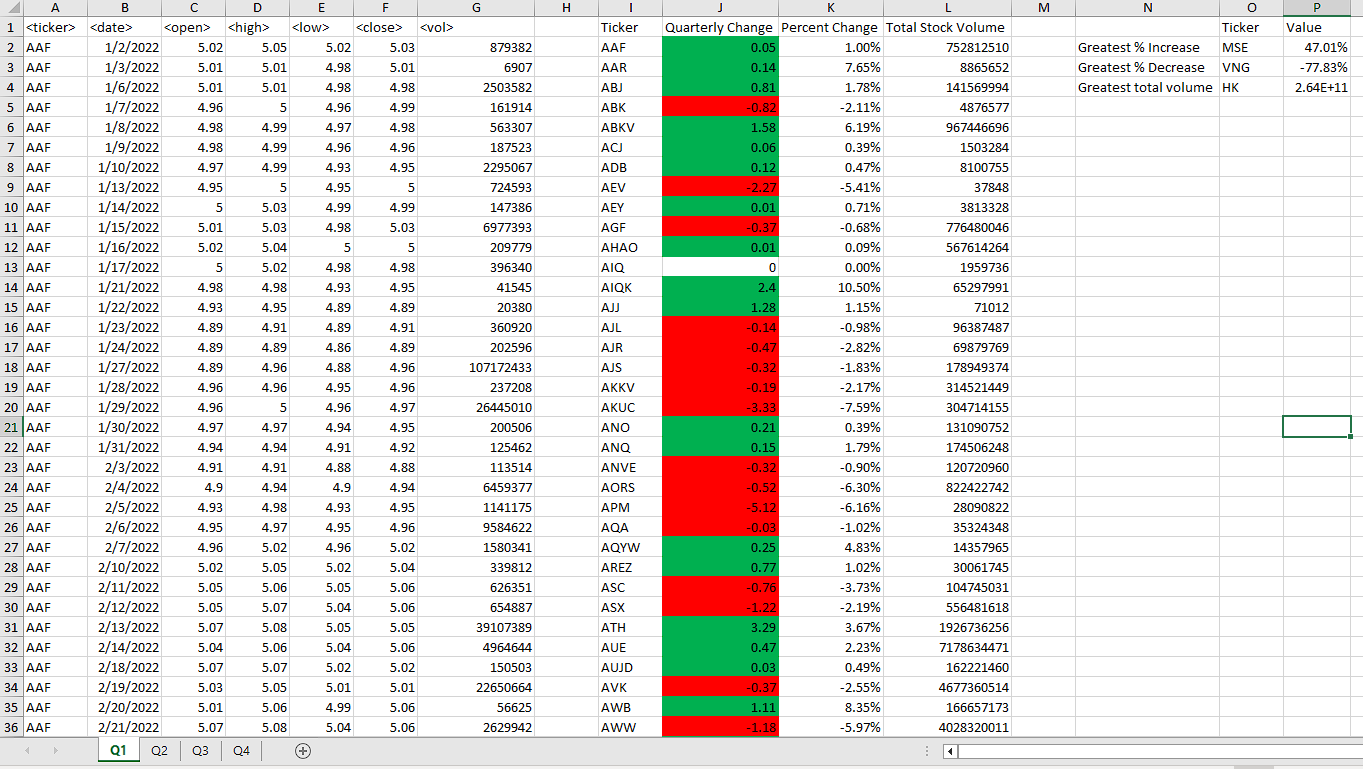 A B C D E F G H I J K L M N O P
1 <ticker> <date> <open> <high> <low> <close> <vol> Ticker Quarterly Change Percent Change Total Stock Volume Ticker Value
2 AAF 1/2/2022 5.02 5.05 5.02 5.03 879382 AAF 0.05 1.00% 752812510 Greatest % Increase MSE 47.01%
3 AAF 1/3/2022 5.01 5.01 4.98 5.01 6907 AAR 0.14 7.65% 8865652 Greatest % Decrease VNG -77.83%
4 AAF 1/6/2022 5.01 5.01 4.98 4.98 2503582 ABJ 0.81 1.78% 141569994 Greatest total volume HK 2.64E+11
5 AAF 1/7/2022 4.96 5 4.96 4.99 161914 ABK -0.82 -2.11% 4876577
6 AAF 1/8/2022 4.98 4.99 4.97 4.98 563307 ABKV 1.58 6.19% 967446696
7 AAF 1/9/2022 4.98 4.99 4.96 4.96 187523 ACJ 0.06 0.39% 1503284
8 AAF 1/10/2022 4.97 4.99 4.93 4.95 2295067 ADB 0.12 0.47% 8100755
9 AAF 1/13/2022 4.95 5 4.95 5 724593 AEV -2.27 -5.41% 37848
10 AAF 1/14/2022 5 5.03 4.99 4.99 147386 AEY 0.01 0.71% 3813328
11 AAF 1/15/2022 5.01 5.03 4.98 5.03 6977393 AGF -0.37 -0.68% 776480046
12 AAF 1/16/2022 5.02 5.04 5 5 209779 AHAO 0.01 0.09% 567614264
13 AAF 1/17/2022 5 5.02 4.98 4.98 396340 AIQ 0 0.00% 1959736
14 AAF 1/21/2022 4.98 4.98 4.93 4.95 41545 AIQK 2.4 10.50% 65297991
15 AAF 1/22/2022 4.93 4.95 4.89 4.89 20380 AJJ 1.28 1.15% 71012
16 AAF 1/23/2022 4.89 4.91 4.89 4.91 360920 AJL -0.14 -0.98% 96387487
17 AAF 1/24/2022 4.89 4.89 4.86 4.89 202596 AJR -0.47 -2.82% 69879769
18 AAF 1/27/2022 4.89 4.96 4.88 4.96 107172433 AJS -0.32 -1.83% 178949374
19 AAF 1/28/2022 4.96 4.96 4.95 4.96 237208 AKKV -0.19 -2.17% 314521449
20 AAF 1/29/2022 4.96 5 4.96 4.97 26445010 AKUC -3.33 -7.59% 304714155
21 AAF 1/30/2022 4.97 4.97 4.94 4.95 200506 ANO 0.21 0.39% 131090752
22 AAF 1/31/2022 4.94 4.94 4.91 4.92 125462 ANQ 0.15 1.79% 174506248
23 AAF 2/3/2022 4.91 4.91 4.88 4.88 113514 ANVE -0.32 -0.90% 120720960
24 AAF 2/4/2022 4.9 4.94 4.9 4.94 6459377 AORS -0.52 -6.30% 822422742
25 AAF 2/5/2022 4.93 4.98 4.93 4.95 1141175 APM -5.12 -6.16% 28090822
26 AAF 2/6/2022 4.95 4.97 4.95 4.96 9584622 AQA -0.03 -1.02% 35324348
27 AAF 2/7/2022 4.96 5.02 4.96 5.02 1580341 AQYW 0.25 4.83% 14357965
28 AAF 2/10/2022 5.02 5.05 5.02 5.04 339812 AREZ 0.77 1.02% 30061745
29 AAF 2/11/2022 5.05 5.06 5.05 5.06 626351 ASC -0.76 -3.73% 104745031
30 AAF 2/12/2022 5.05 5.07 5.04 5.06 654887 ASX -1.22 -2.19% 556481618
31 AAF 2/13/2022 5.07 5.08 5.05 5.05 39107389 ATH 3.29 3.67% 1926736256
32 AAF 2/14/2022 5.04 5.06 5.04 5.06 4964644 AUE 0.47 2.23% 7178634471
33 AAF 2/18/2022 5.07 5.07 5.02 5.02 150503 AUJD 0.03 0.49% 162221460
34 AAF 2/19/2022 5.03 5.05 5.01 5.01 22650664 AVK -0.37 -2.55% 4677360514
35 AAF 2/20/2022 5.01 5.06 4.99 5.06 56625 AWB 1.11 8.35% 166657173
36 AAF 2/21/2022 5.07 5.08 5.04 5.06 2629942 AWW -1.18 -5.97% 4028320011
Q1 Q2 Q3 Q4